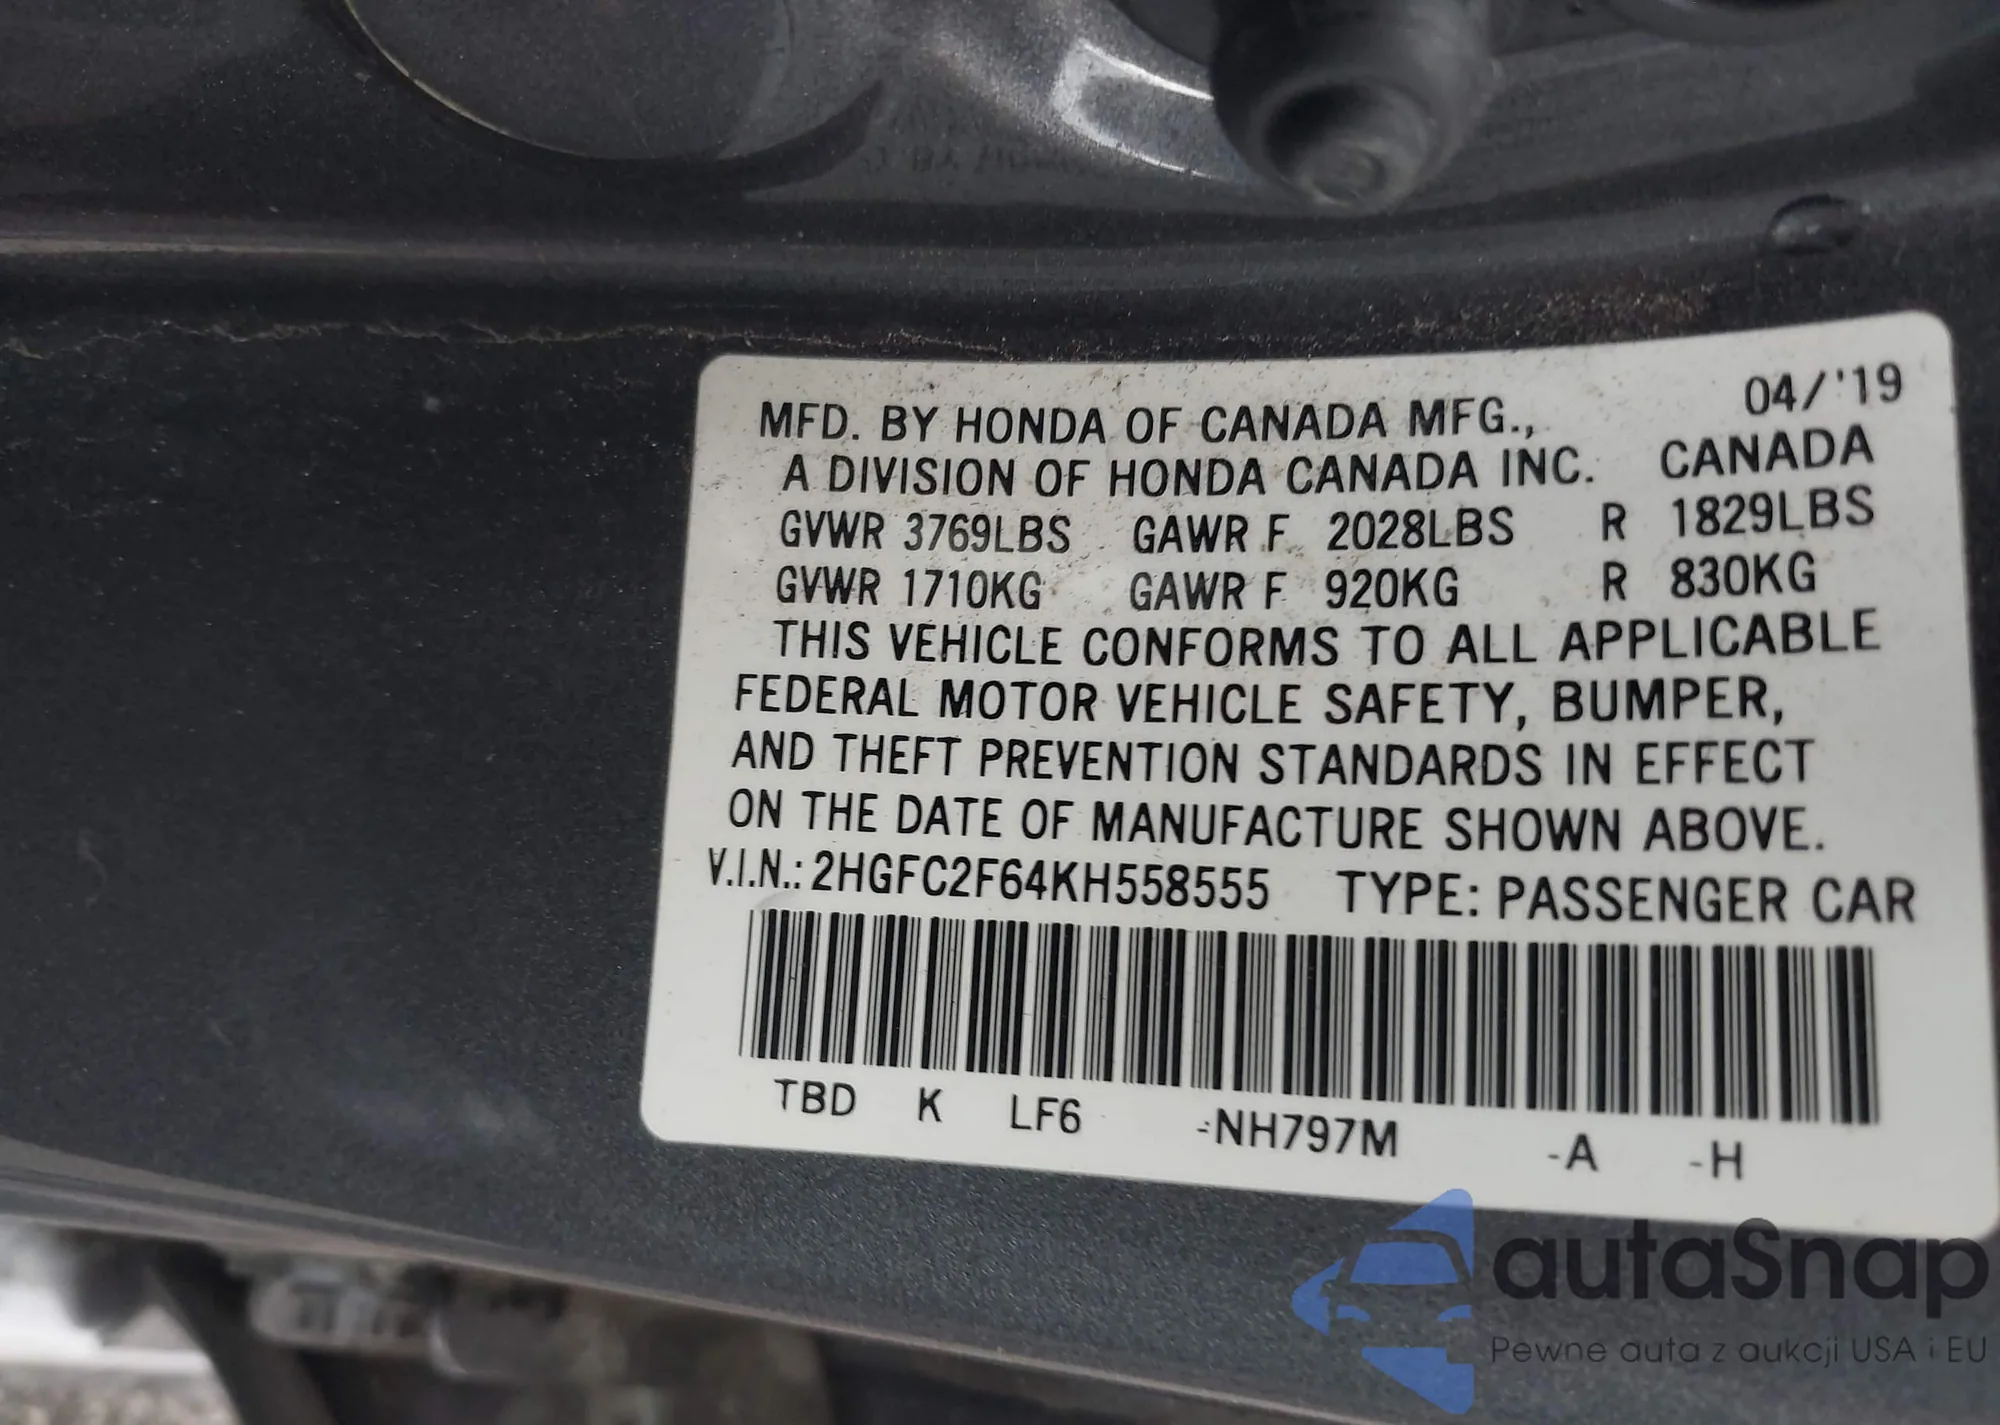 04/'19
MFD. BY HONDA OF CANADA MFG.,
A DIVISION OF HONDA CANADA INC. CANADA
GVWR 3769LBS GAWR F 2028LBS R 1829LBS
GVWR 1710KG GAWR F 920KG R 830KG
THIS VEHICLE CONFORMS TO ALL APPLICABLE
FEDERAL MOTOR VEHICLE SAFETY, BUMPER,
AND THEFT PREVENTION STANDARDS IN EFFECT
ON THE DATE OF MANUFACTURE SHOWN ABOVE.
V.I.N.: 2HGFC2F64KH558555 TYPE: PASSENGER CAR
TBD K LF6 -NH797M -A -H
autaSnap
Pewne auta z aukcji USA i EU